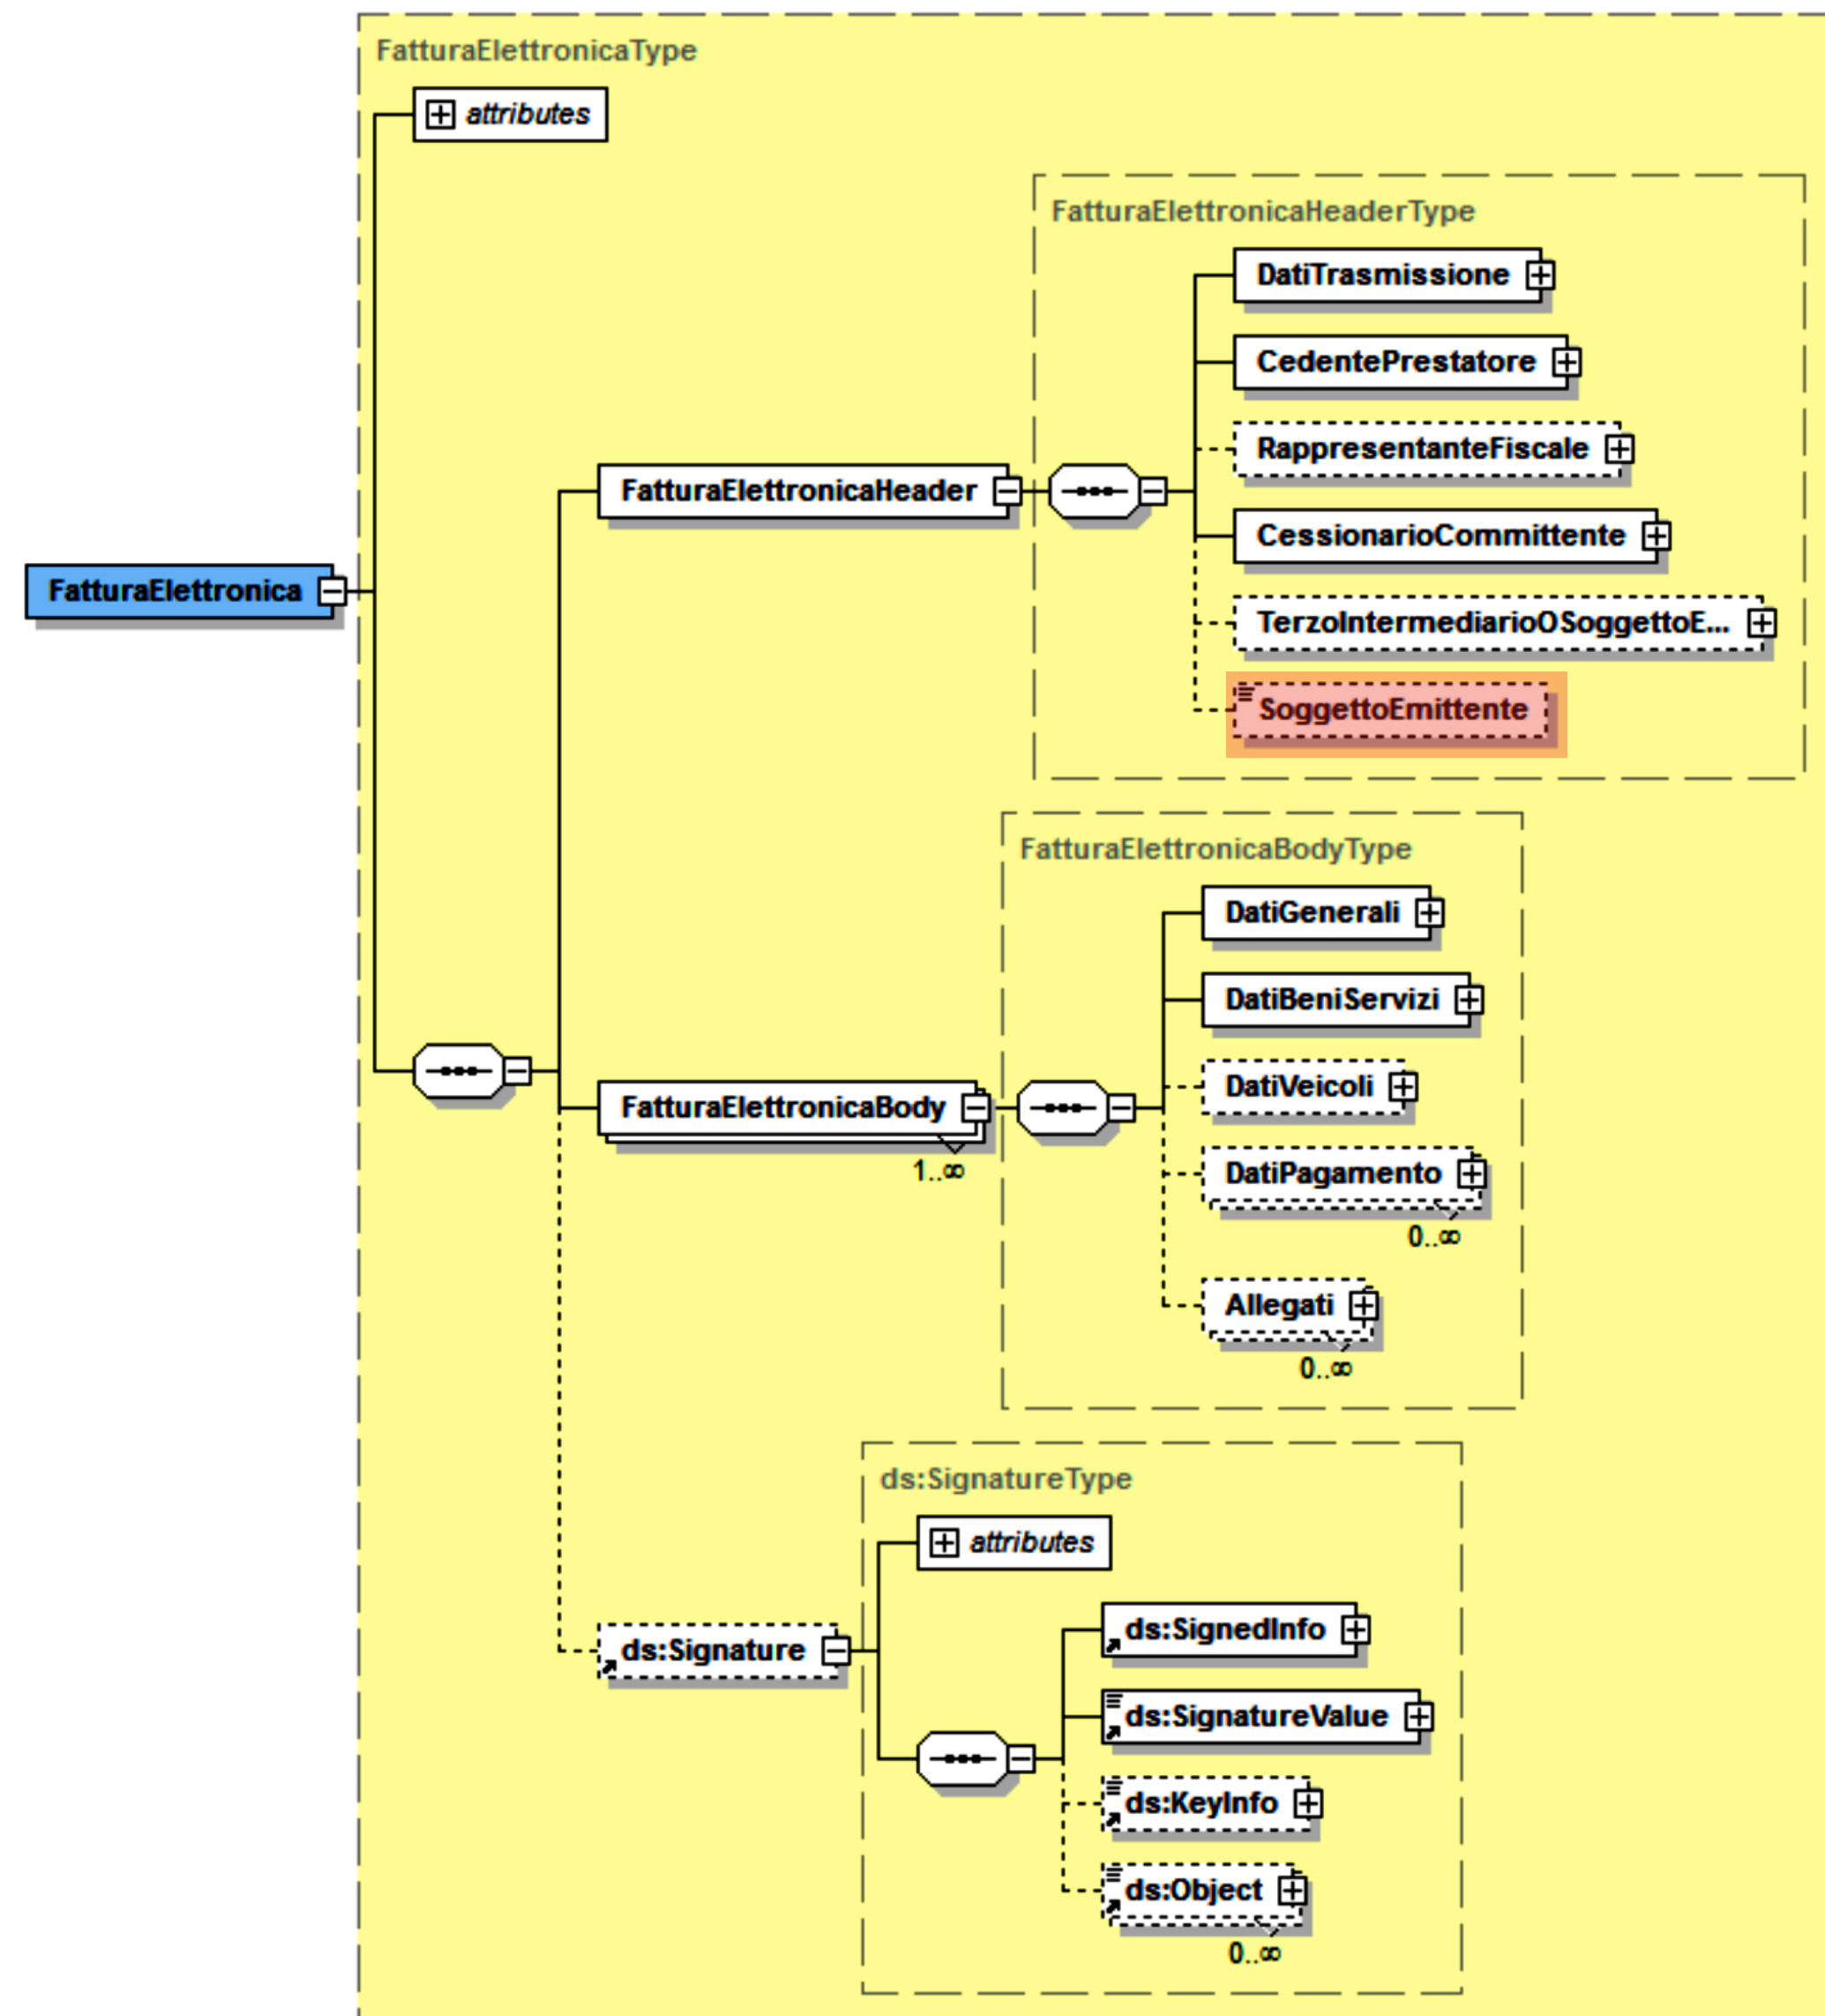 FatturaElettronicaType
attributes
FatturaElettronicaHeaderType
DatiTrasmissione
CedentePrestatore
RappresentanteFiscale
FatturaElettronicaHeader
CessionarioCommittente
FatturaElettronica
TerzoIntermediarioOSoggettoE...
SoggettoEmittente
FatturaElettronicaBodyType
DatiGenerali
DatiBeniServizi
DatiVeicoli
FatturaElettronicaBody
1..∞
DatiPagamento
0..∞
Allegati
0..∞
ds:SignatureType
attributes
ds:SignedInfo
ds:Signature
ds:SignatureValue
ds:KeyInfo
ds:Object
0..∞